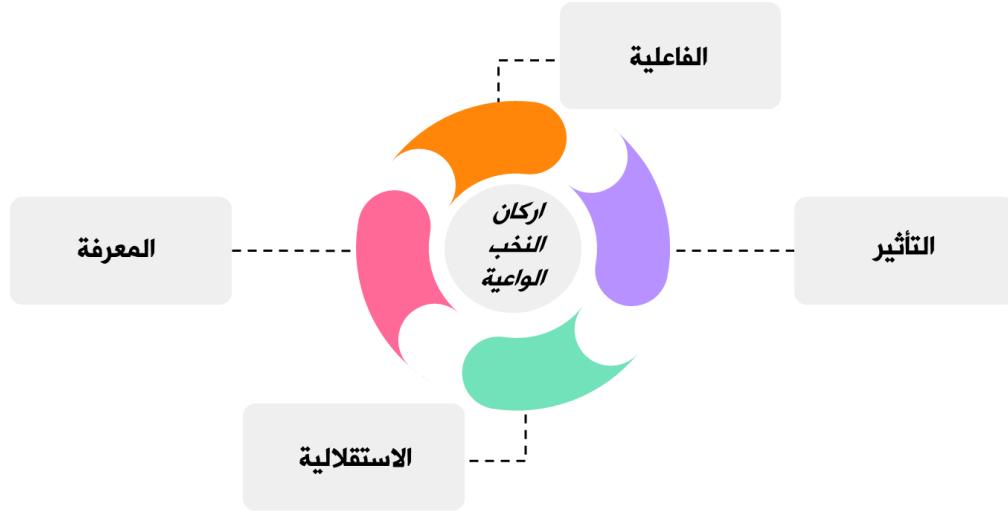 الفاعلية
التأثير
اركان
النخب
الواعية
المعرفة
الاستقلالية